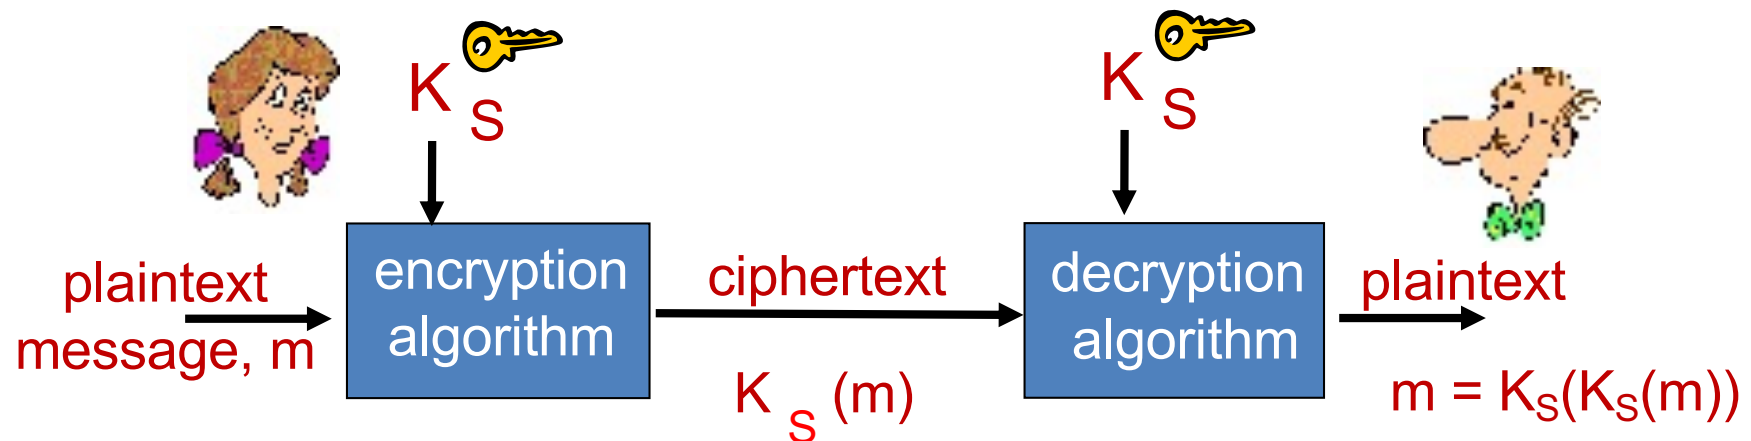 K S
K S
plaintext
message, m
encryption
algorithm
ciphertext
K S (m)
decryption
algorithm
plaintext
m = KS(KS(m))